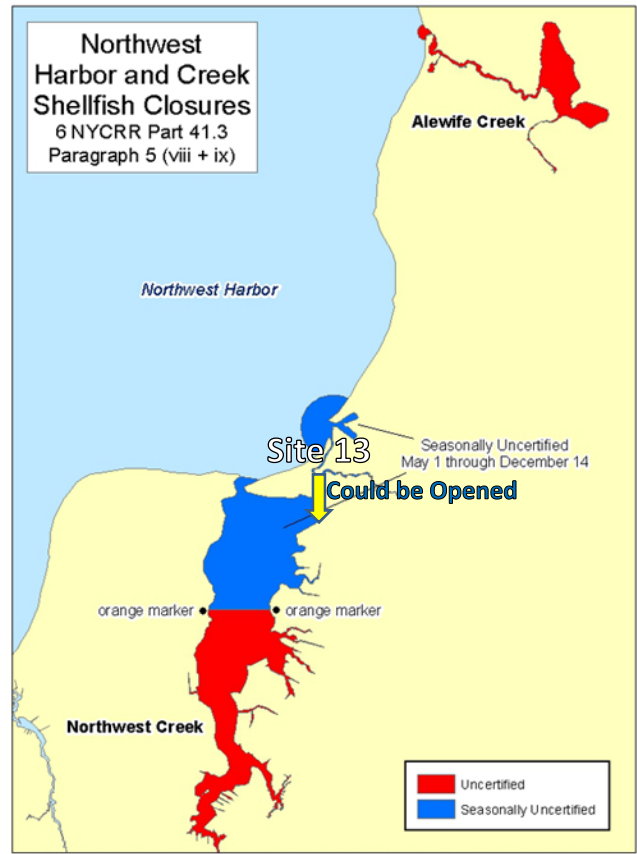 Northwest
Harbor and Creek
Shellfish Closures
6 NYCRR Part 41.3
Paragraph 5 (viii + ix)
Alewife Creek
Northwest Harbor
Site 13
Seasonally Uncertified
May 1 through December 14
Could be Opened
orange marker
orange marker
Northwest Creek
Uncertified
Seasonally Uncertified